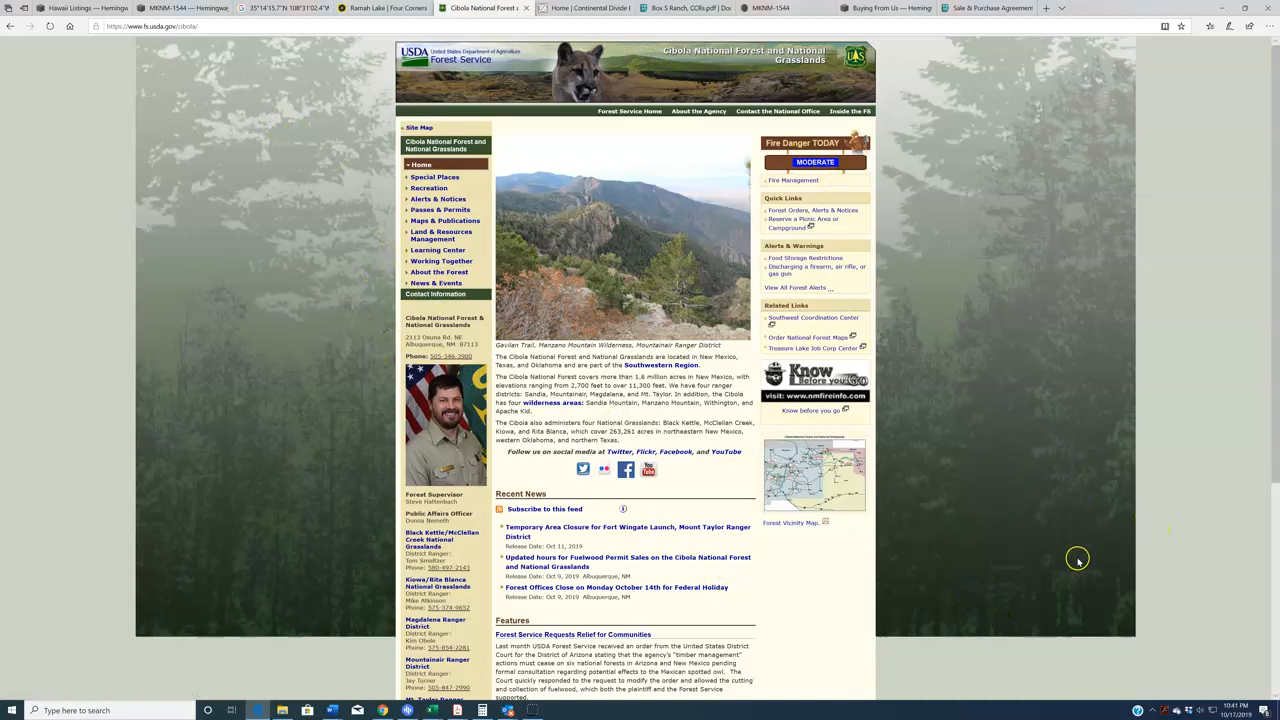 Hawaii Listings — Heming
MKNM-1544 — Hemingway
35°14'15.7"N 108°31'02.4"W
Ramah Lake | Four Corners
Cibola National Forest a
Home | Continental Divide
Box S Ranch, CCRs.pdf | Do
MKNM-1544
Buying From Us — Heming
Sale & Purchase Agreement
https://www.fs.usda.gov/cibola/
USDA
United States Department of Agriculture
Forest Service
Cibola National Forest and National
Grasslands
Forest Service Home
About the Agency
Contact the National Office
Inside the FS
Site Map
Cibola National Forest and
National Grasslands
Home
Special Places
Recreation
Alerts & Notices
Passes & Permits
Maps & Publications
Land & Resources
Management
Learning Center
Working Together
About the Forest
News & Events
Contact Information
Cibola National Forest &
National Grasslands
2113 Osuna Rd. NE
Albuquerque, NM 87113
Phone: 505-346-3900
Forest Supervisor
Steve Hattenbach
Public Affairs Officer
Donna Nemeth
Black Kettle/McClellan
Creek National
Grasslands
District Ranger:
Tom Smeltzer
Phone: 580-497-2143
Kiowa/Rita Blanca
National Grasslands
District Ranger:
Mike Atkinson
Phone: 575-374-9652
Magdalena Ranger
District
District Ranger:
Kim Obele
Phone: 575-854-2281
Mountainair Ranger
District
District Ranger:
Jay Turner
Phone: 505-847-2990
Mt. Taylor Ranger
Gavilan Trail, Manzano Mountain Wilderness, Mountainair Ranger District
The Cibola National Forest and National Grasslands are located in New Mexico,
Texas, and Oklahoma and are part of the Southwestern Region.
The Cibola National Forest covers more than 1.6 million acres in New Mexico, with
elevations ranging from 2,700 feet to over 11,300 feet. We have four ranger
districts: Sandia, Mountainair, Magdalena, and Mt. Taylor. In addition, the Cibola
has four wilderness areas: Sandia Mountain, Manzano Mountain, Withington, and
Apache Kid.
The Cibola also administers four National Grasslands: Black Kettle, McClellan Creek,
Kiowa, and Rita Blanca, which cover 263,261 acres in northeastern New Mexico,
western Oklahoma, and northern Texas.
Follow us on social media at Twitter, Flickr, Facebook, and YouTube
Recent News
Subscribe to this feed
Temporary Area Closure for Fort Wingate Launch, Mount Taylor Ranger
District
Release Date: Oct 11, 2019
Updated hours for Fuelwood Permit Sales on the Cibola National Forest
and National Grasslands
Release Date: Oct 9, 2019 Albuquerque, NM
Forest Offices Close on Monday October 14th for Federal Holiday
Release Date: Oct 9, 2019 Albuquerque, NM
Features
Forest Service Requests Relief for Communities
Last month USDA Forest Service received an order from the United States District
Court for the District of Arizona stating that the agency's "timber management"
actions must cease on six national forests in Arizona and New Mexico pending
formal consultation regarding potential effects to the Mexican spotted owl. The
Court quickly responded to the request to modify the order and allowed the cutting
and collection of fuelwood, which both the plaintiff and the Forest Service
supported.
Fire Danger TODAY
MODERATE
Fire Management
Quick Links
Forest Orders, Alerts & Notices
Reserve a Picnic Area or
Campground
Alerts & Warnings
Food Storage Restrictions
Discharging a firearm, air rifle, or
gas gun
View All Forest Alerts ...
Related Links
Southwest Coordination Center
Order National Forest Maps
Treasure Lake Job Corp Center
Know
Before you Go
visit: www.nmfireinfo.com
Know before you go
Forest Vicinity Map.
Type here to search
10:41 PM
10/17/2019